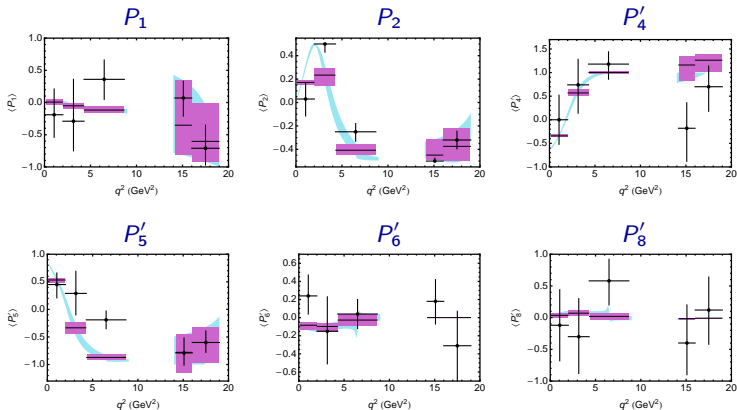 P₁ P₂ P′₄
1.0 0.5 0.0 −0.5 −1.0
⟨P₁⟩
0 5 10 15 20
q² (GeV²)
0.4 0.2 0.0 −0.2 −0.4
⟨P₂⟩
0 5 10 15 20
q² (GeV²)
1.5 1.0 0.5 0.0 −0.5 −1.0
⟨P′₄⟩
0 5 10 15 20
q² (GeV²)
P′₅ P′₆ P′₈
1.0 0.5 0.0 −0.5 −1.0
⟨P′₅⟩
0 5 10 15 20
q² (GeV²)
0.6 0.4 0.2 0.0 −0.2 −0.4 −0.6
⟨P′₆⟩
0 5 10 15 20
q² (GeV²)
1.0 0.5 0.0 −0.5 −1.0
⟨P′₈⟩
0 5 10 15 20
q² (GeV²)